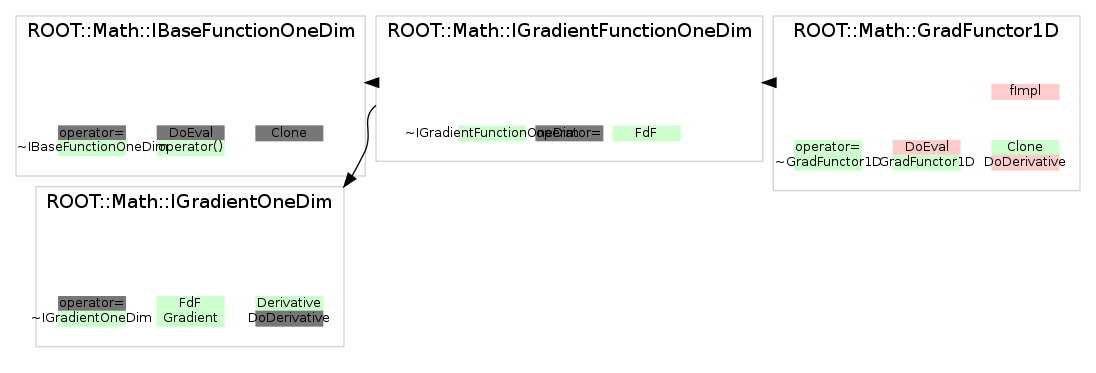 ROOT::Math::IBaseFunctionOneDim
operator= DoEval Clone
~IBaseFunctionOneDim operator()
ROOT::Math::IGradientFunctionOneDim
~IGradientFunctionOneDim operator= FdF
ROOT::Math::GradFunctor1D
fImpl
operator= DoEval Clone
~GradFunctor1D GradFunctor1D DoDerivative
ROOT::Math::IGradientOneDim
operator= FdF Derivative
~IGradientOneDim Gradient DoDerivative